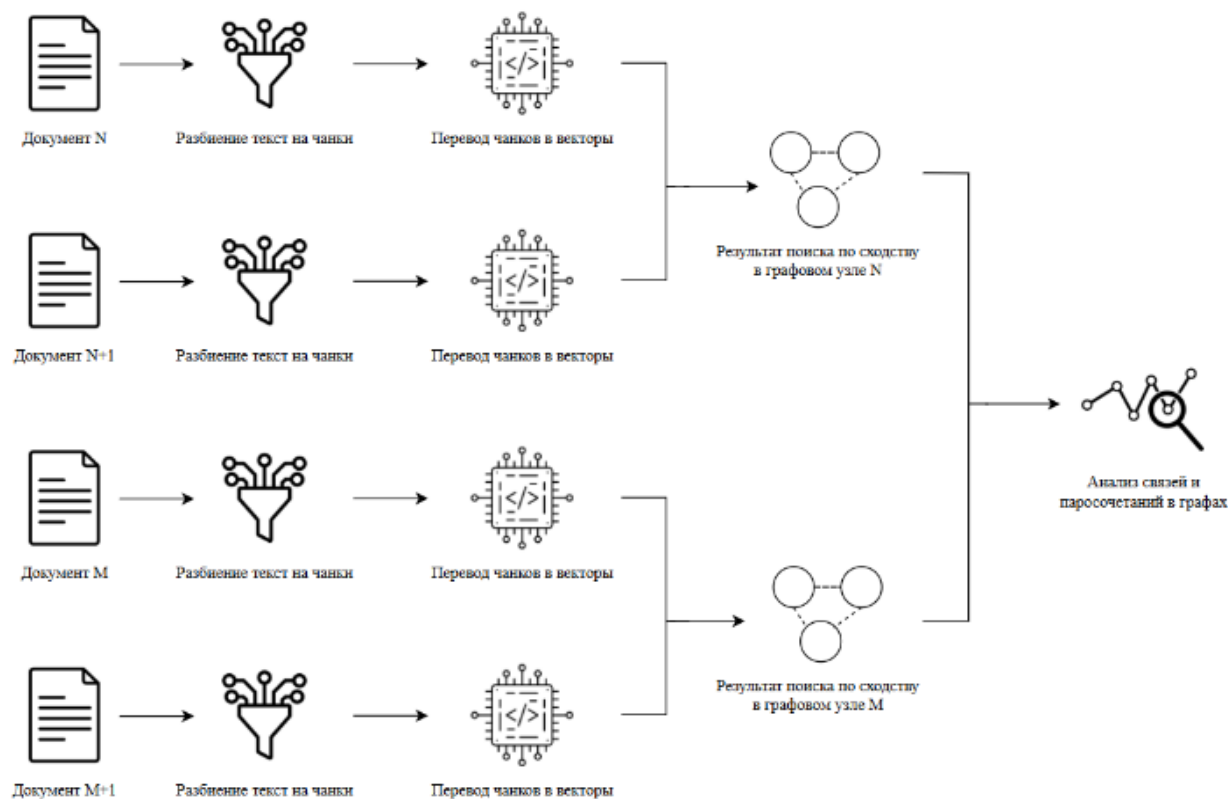 Документ N
Разбиение текст на чанки
Перевод чанков в векторы
Результат поиска по сходству
в графовом узле N
Документ N+1
Разбиение текст на чанки
Перевод чанков в векторы
Анализ связей и
паросочетаний в графах
Документ M
Разбиение текст на чанки
Перевод чанков в векторы
Результат поиска по сходству
в графовом узле M
Документ M+1
Разбиение текст на чанки
Перевод чанков в векторы